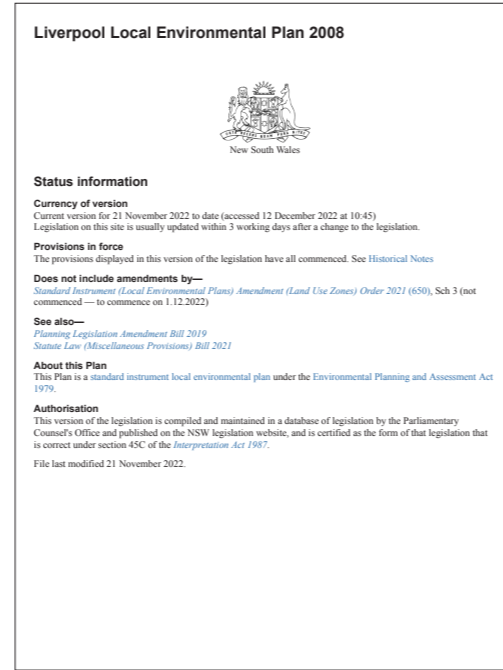 Liverpool Local Environmental Plan 2008
New South Wales
Status information
Currency of version
Current version for 21 November 2022 to date (accessed 12 December 2022 at 10:45)
Legislation on this site is usually updated within 3 working days after a change to the legislation.
Provisions in force
The provisions displayed in this version of the legislation have all commenced. See Historical Notes
Does not include amendments by—
Standard Instrument (Local Environmental Plans) Amendment (Land Use Zones) Order 2021 (650), Sch 3 (not
commenced — to commence on 1.12.2022)
See also—
Planning Legislation Amendment Bill 2019
Statute Law (Miscellaneous Provisions) Bill 2021
About this Plan
This Plan is a standard instrument local environmental plan under the Environmental Planning and Assessment Act
1979.
Authorisation
This version of the legislation is compiled and maintained in a database of legislation by the Parliamentary
Counsel's Office and published on the NSW legislation website, and is certified as the form of that legislation that
is correct under section 45C of the Interpretation Act 1987.
File last modified 21 November 2022.